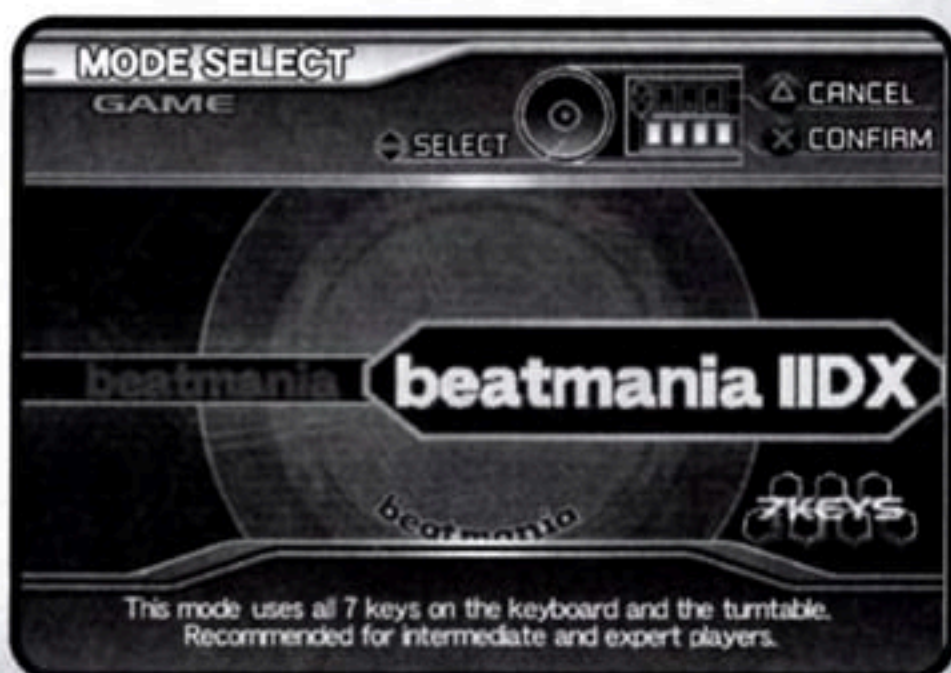 MODE SELECT
GAME
SELECT
CANCEL
CONFIRM
beatmania
beatmania IIDX
beatmania
7KEYS
This mode uses all 7 keys on the keyboard and the turntable.
Recommended for intermediate and expert players.